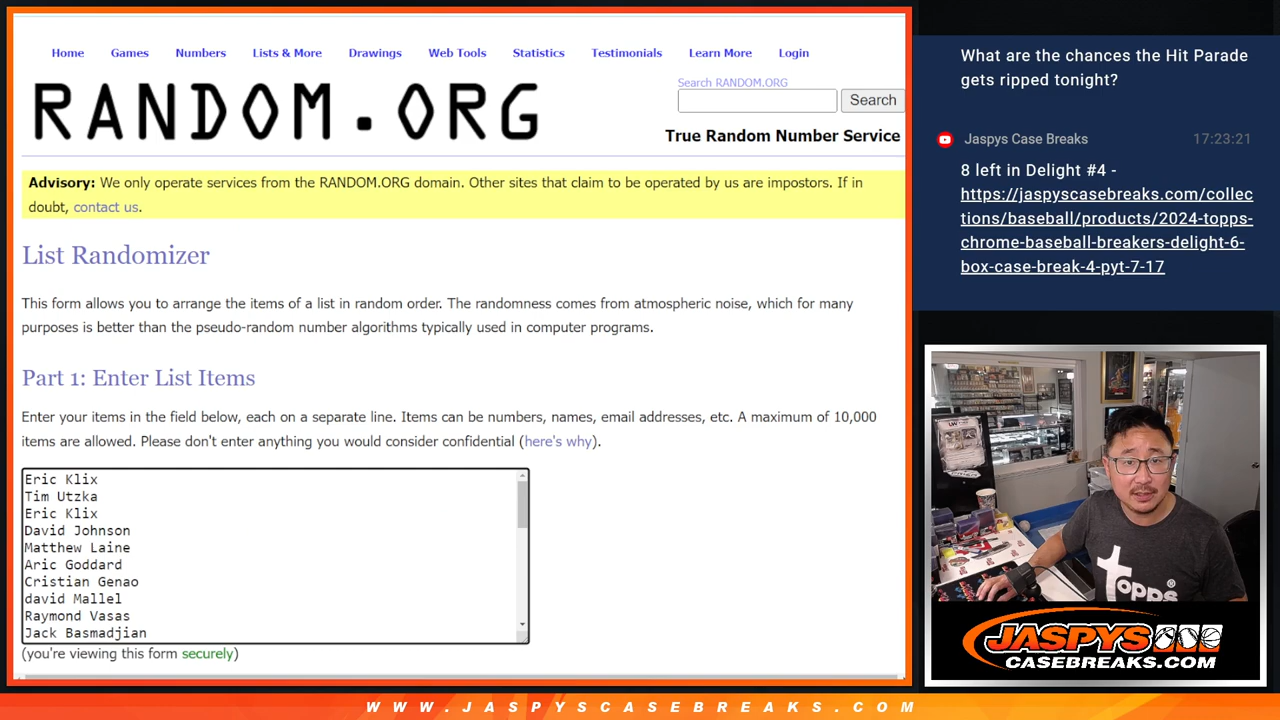 Home Games Numbers Lists & More Drawings Web Tools Statistics Testimonials Learn More Login
RANDOM.ORG
Search RANDOM.ORG
Search
True Random Number Service
Advisory: We only operate services from the RANDOM.ORG domain. Other sites that claim to be operated by us are impostors. If in
doubt, contact us.
List Randomizer
This form allows you to arrange the items of a list in random order. The randomness comes from atmospheric noise, which for many
purposes is better than the pseudo-random number algorithms typically used in computer programs.
Part 1: Enter List Items
Enter your items in the field below, each on a separate line. Items can be numbers, names, email addresses, etc. A maximum of 10,000
items are allowed. Please don't enter anything you would consider confidential (here's why).
Eric Klix
Tim Utzka
Eric Klix
David Johnson
Matthew Laine
Aric Goddard
Cristian Genao
david Mallel
Raymond Vasas
Jack Basmadjian
(you're viewing this form securely)
What are the chances the Hit Parade
gets ripped tonight?
Jaspys Case Breaks 17:23:21
8 left in Delight #4 -
https://jaspyscasebreaks.com/collec
tions/baseball/products/2024-topps-
chrome-baseball-breakers-delight-6-
box-case-break-4-pyt-7-17
topps
JASPYS
CASEBREAKS.COM
WWW.JASPYSCASEBREAKS.COM